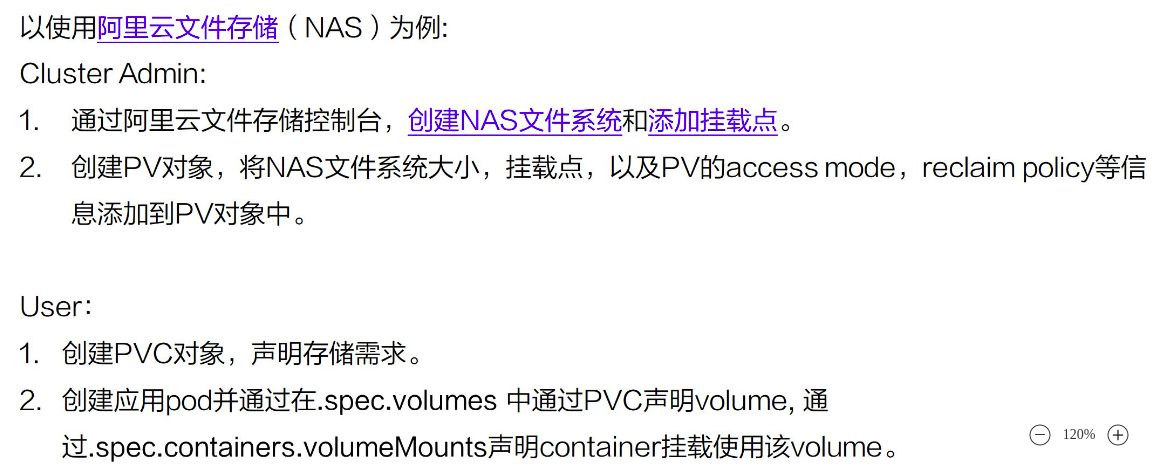 以使用阿里云文件存储（NAS）为例:
Cluster Admin:
1. 通过阿里云文件存储控制台，创建NAS文件系统和添加挂载点。
2. 创建PV对象，将NAS文件系统大小，挂载点，以及PV的access mode，reclaim policy等信
息添加到PV对象中。
User：
1. 创建PVC对象，声明存储需求。
2. 创建应用pod并通过在.spec.volumes 中通过PVC声明volume, 通
过.spec.containers.volumeMounts声明container挂载使用该volume。
120%